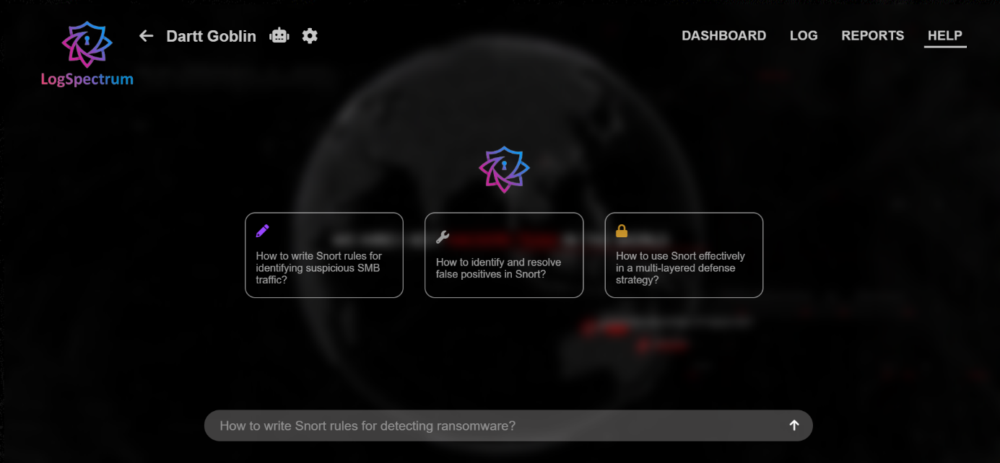 LogSpectrum
Dartt Goblin
DASHBOARD
LOG
REPORTS
HELP
How to write Snort rules for
identifying suspicious SMB
traffic?
How to identify and resolve
false positives in Snort?
How to use Snort effectively
in a multi-layered defense
strategy?
How to write Snort rules for detecting ransomware?